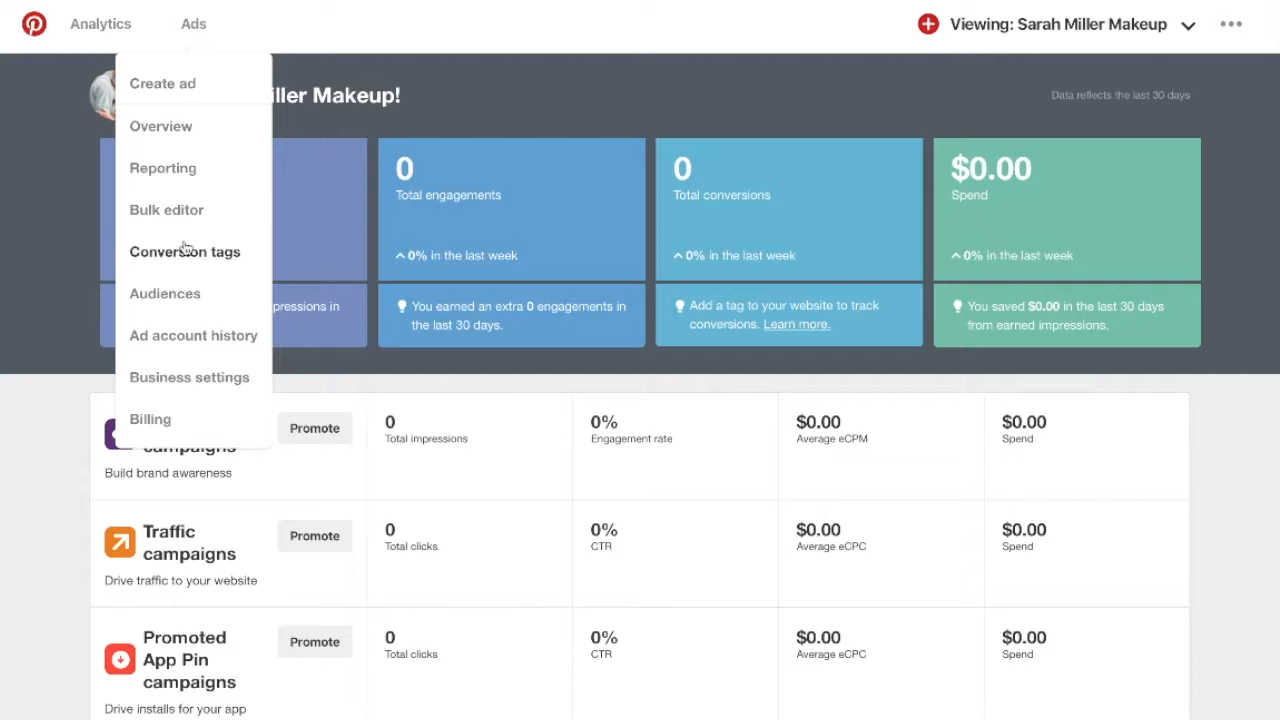 Analytics
Ads
Viewing: Sarah Miller Makeup
Create ad
Overview
Reporting
Bulk editor
Conversion tags
Audiences
Ad account history
Business settings
Billing
iller Makeup!
Data reflects the last 30 days
0
Total engagements
0% in the last week
You earned an extra 0 engagements in
the last 30 days.
0
Total conversions
0% in the last week
Add a tag to your website to track
conversions. Learn more.
$0.00
Spend
0% in the last week
You saved $0.00 in the last 30 days
from earned impressions.
pressions in
campaigns
Build brand awareness
Promote
0
Total impressions
0%
Engagement rate
$0.00
Average eCPM
$0.00
Spend
Traffic
campaigns
Drive traffic to your website
Promote
0
Total clicks
0%
CTR
$0.00
Average eCPC
$0.00
Spend
Promoted
App Pin
campaigns
Drive installs for your app
Promote
0
Total clicks
0%
CTR
$0.00
Average eCPC
$0.00
Spend